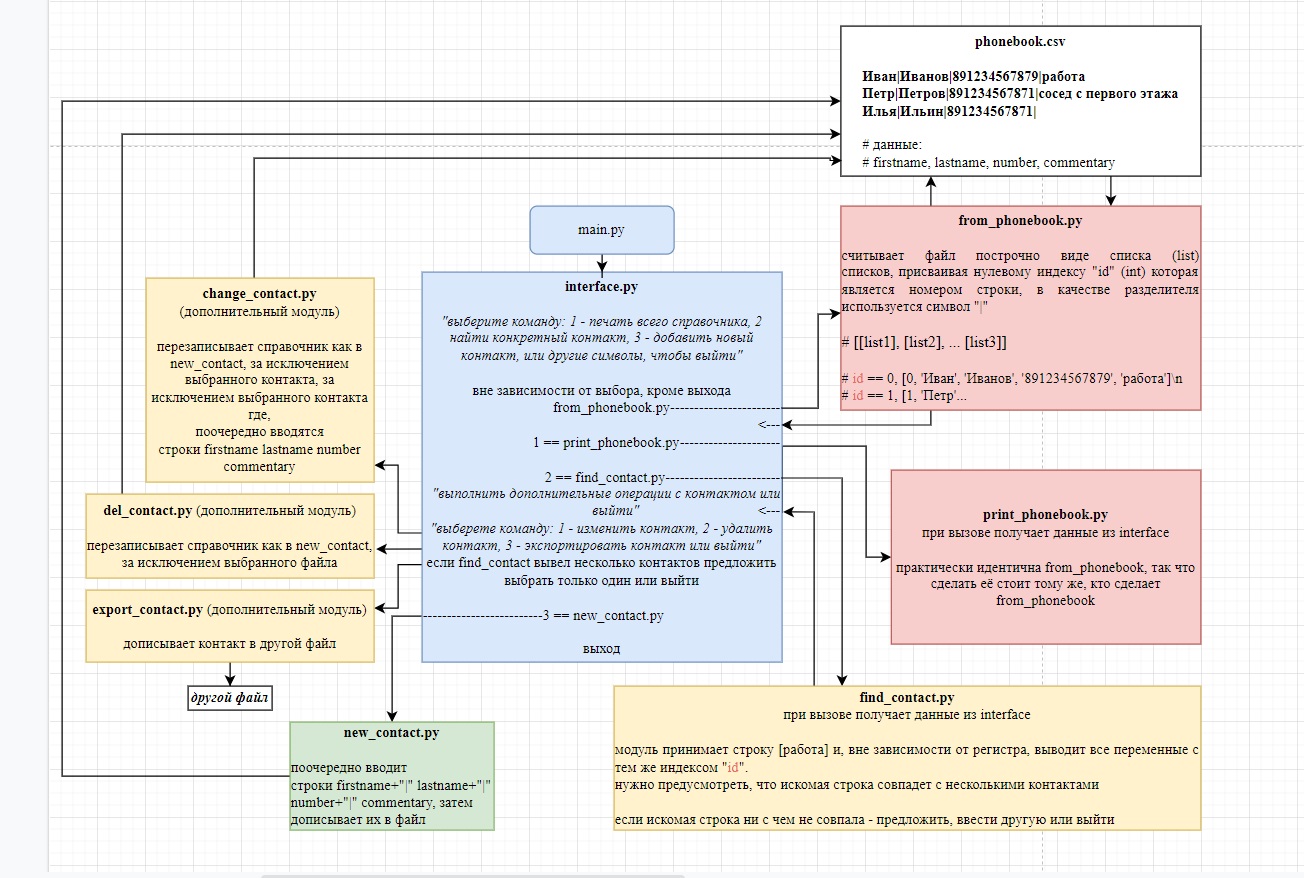 phonebook.csv
Иван|Иванов|891234567879|работа
Петр|Петров|891234567871|сосед с первого этажа
Илья|Ильин|891234567871|
# данные:
# firstname, lastname, number, commentary
main.py
from_phonebook.py
считывает файл построчно виде списка (list)
списков, присваивая нулевому индексу "id" (int) которая
является номером строки, в качестве разделителя
используется символ "|"
# [[list1], [list2], ... [list3]]
# id == 0, [0, 'Иван', 'Иванов', '891234567879', 'работа']\n
# id == 1, [1, 'Петр'...
interface.py
"выберите команду: 1 - печать всего справочника, 2
найти конкретный контакт, 3 - добавить новый
контакт, или другие символы, чтобы выйти"
вне зависимости от выбора, кроме выхода
from_phonebook.py----------------------
<---
1 == print_phonebook.py--------------------
2 == find_contact.py-----------------------
"выполнить дополнительные операции с контактом или
выйти"
<---
"выберете команду: 1 - изменить контакт, 2 - удалить
контакт, 3 - экспортировать контакт или выйти"
если find_contact вывел несколько контактов предложить
выбрать только один или выйти
-------------------------3 == new_contact.py
выход
change_contact.py
(дополнительный модуль)
перезаписывает справочник как в
new_contact, за исключением
выбранного контакта, за
исключением выбранного контакта
где,
поочередно вводятся
строки firstname lastname number
commentary
del_contact.py (дополнительный модуль)
перезаписывает справочник как в new_contact,
за исключением выбранного файла
export_contact.py (дополнительный модуль)
дописывает контакт в другой файл
другой файл
print_phonebook.py
при вызове получает данные из interface
практически идентична from_phonebook, так что
сделать её стоит тому же, кто сделает
from_phonebook
new_contact.py
поочередно вводит
строки firstname+"|" lastname+"|"
number+"|" commentary, затем
дописывает их в файл
find_contact.py
при вызове получает данные из interface
модуль принимает строку [работа] и, вне зависимости от регистра, выводит все переменные с
тем же индексом "id".
нужно предусмотреть, что искомая строка совпадет с несколькими контактами
если искомая строка ни с чем не совпала - предложить, ввести другую или выйти